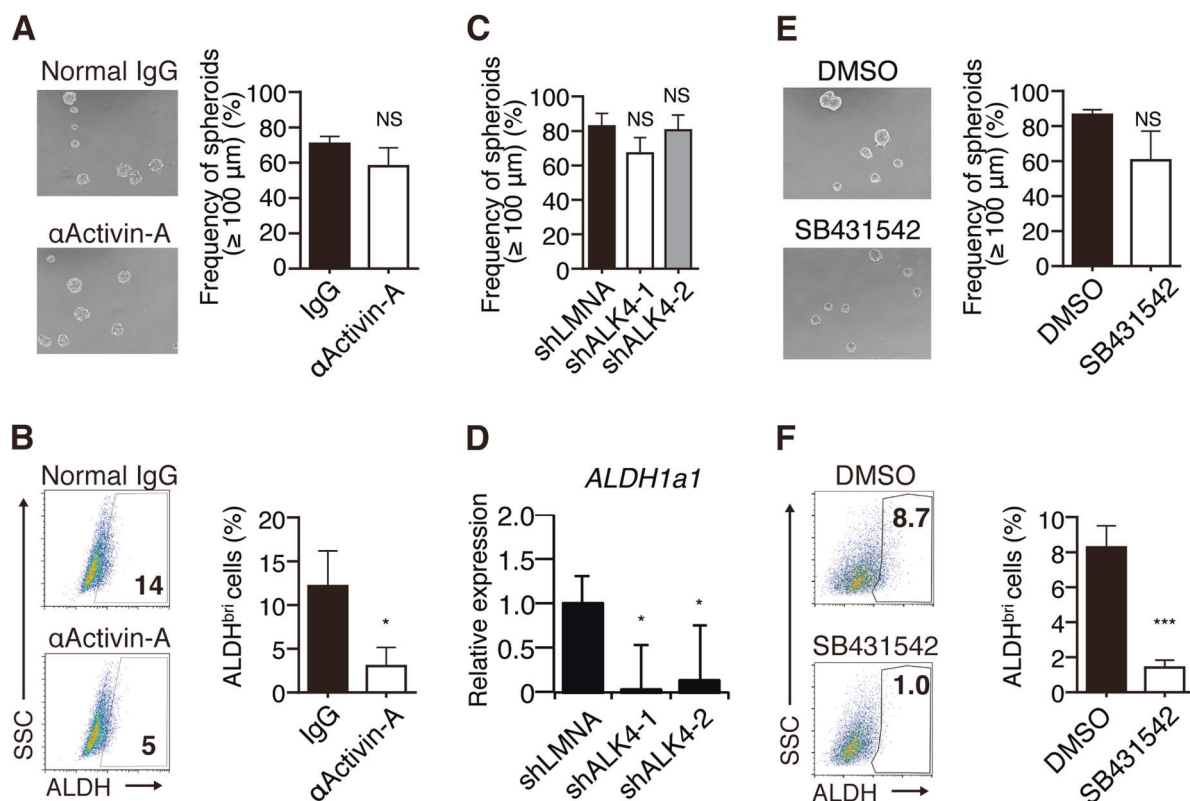 A
Normal IgG
αActivin-A
Frequency of spheroids
(≥ 100 μm) (%)
100
80
60
40
20
0
NS
IgG
αActivin-A
C
Frequency of spheroids
(≥ 100 μm) (%)
100
80
60
40
20
0
NS
NS
shLMNA
shALK4-1
shALK4-2
E
DMSO
SB431542
Frequency of spheroids
(≥ 100 μm) (%)
100
80
60
40
20
0
NS
DMSO
SB431542
B
Normal IgG
14
αActivin-A
5
SSC
ALDH
ALDHbri cells (%)
20
15
10
5
0
*
IgG
αActivin-A
D
ALDH1a1
Relative expression
2.0
1.5
1.0
0.5
0
*
*
shLMNA
shALK4-1
shALK4-2
F
DMSO
8.7
SB431542
1.0
SSC
ALDH
ALDHbri cells (%)
10
8
6
4
2
0
***
DMSO
SB431542